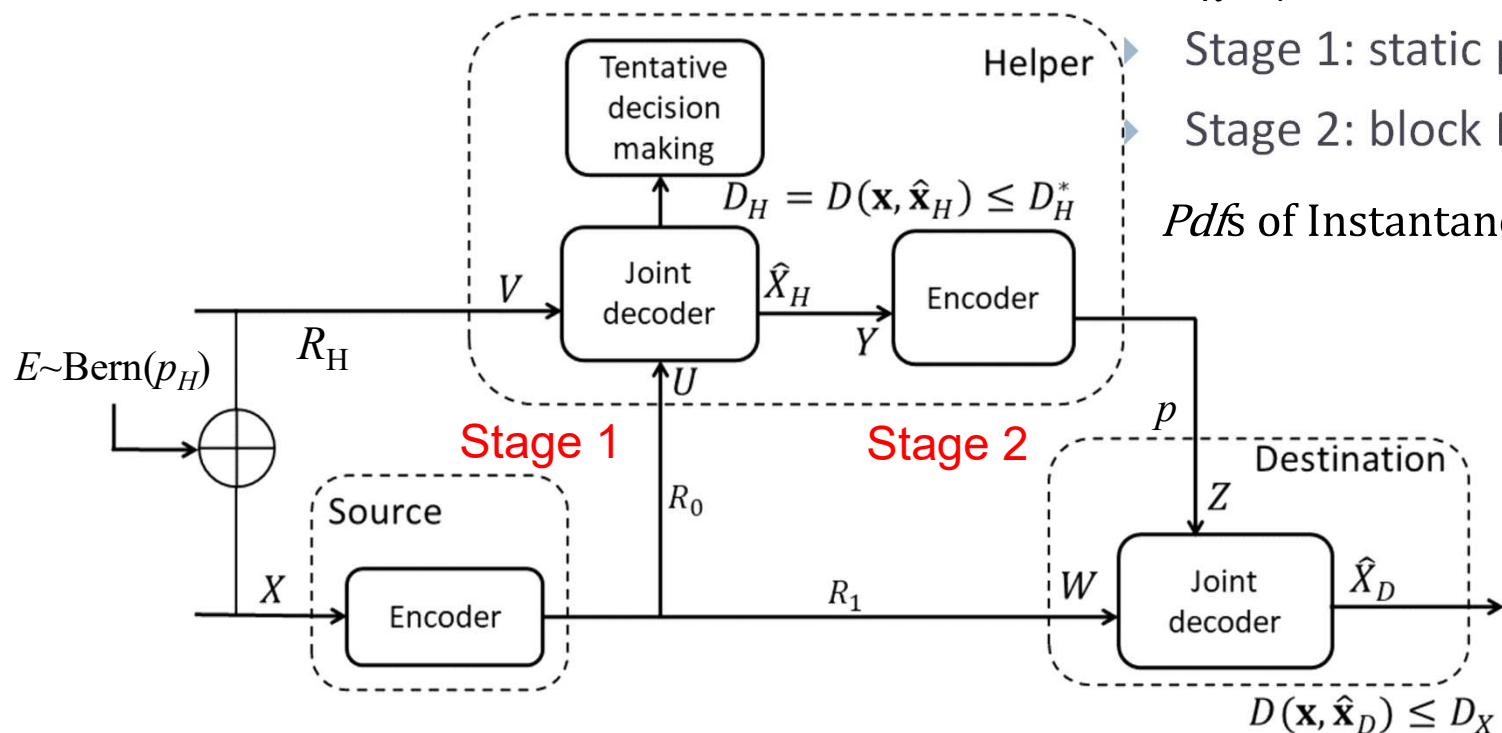 Tentative
decision
making
Helper
Stage 1: static
Stage 2: block
D_H = D(𝐱, 𝐱̂_H) ≤ D_H^*
Pdfs of Instantan
V
Joint
decoder
X̂_H
Y
Encoder
R_H
E~Bern(p_H)
U
Stage 1
Stage 2
p
Source
R_0
Destination
Z
X
Encoder
R_1
W
Joint
decoder
X̂_D
D(𝐱, 𝐱̂_D) ≤ D_X